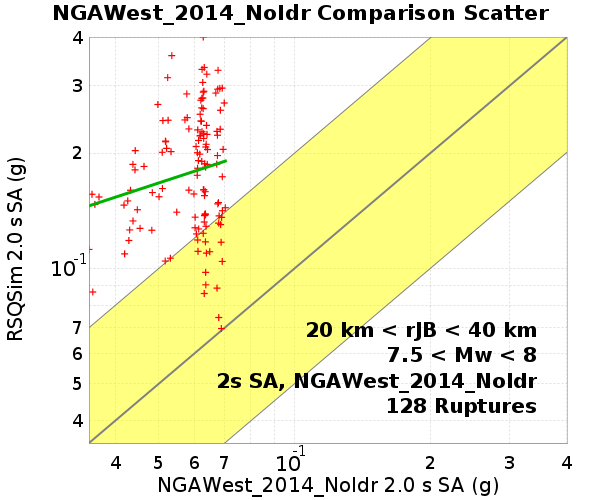 NGAWest_2014_NoIdr Comparison Scatter
4
3
2
10⁻¹
7
6
5
4
RSQSim 2.0 s SA (g)
20 km < rJB < 40 km
7.5 < Mw < 8
2s SA, NGAWest_2014_NoIdr
128 Ruptures
4 5 6 7 10⁻¹ 2 3 4
NGAWest_2014_NoIdr 2.0 s SA (g)